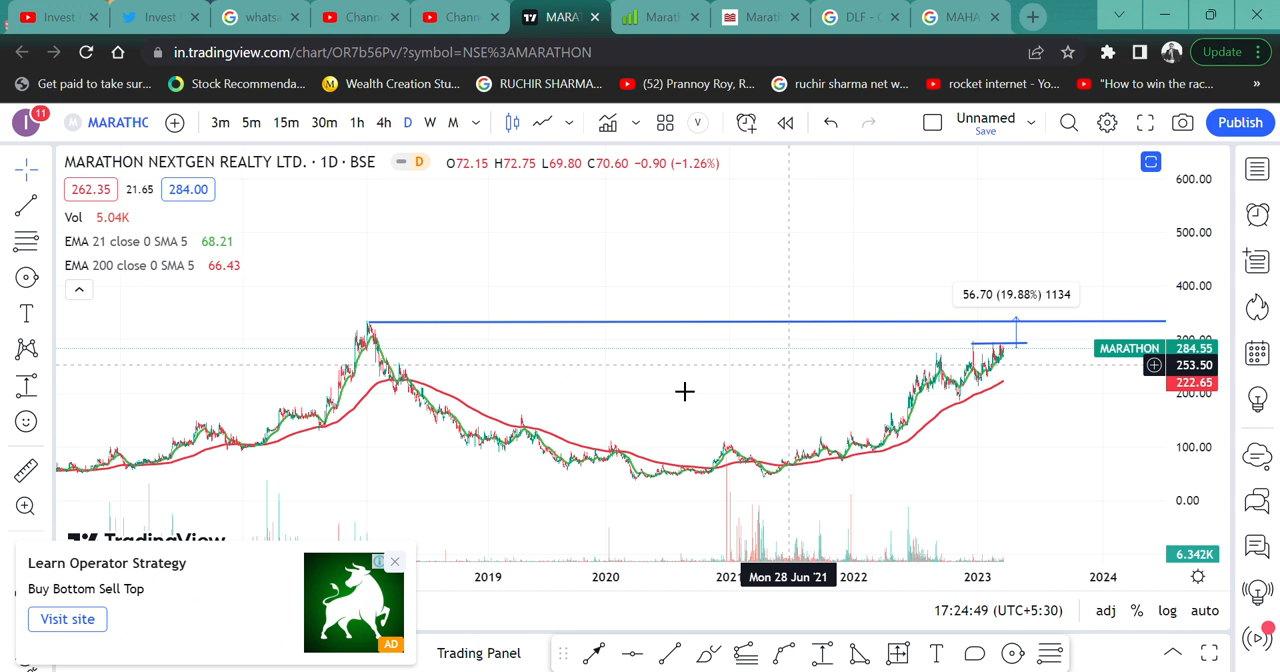 Invest
Invest
whatsa
Chann
Chann
MARA
Marath
Marath
DLF - G
MAHA
in.tradingview.com/chart/OR7b56Pv/?symbol=NSE%3AMARATHON
Update
Get paid to take sur...
Stock Recommenda...
Wealth Creation Stu...
RUCHIR SHARMA...
(52) Prannoy Roy, R...
ruchir sharma net w...
rocket internet - Yo...
"How to win the rac...
»
I
11
M
MARATHC
3m 5m 15m 30m 1h 4h D W M
V
Unnamed
Save
Publish
MARATHON NEXTGEN REALTY LTD. · 1D · BSE
D
O72.15 H72.75 L69.80 C70.60 −0.90 (−1.26%)
262.35 21.65 284.00
Vol 5.04K
EMA 21 close 0 SMA 5 68.21
EMA 200 close 0 SMA 5 66.43
600.00
500.00
400.00
56.70 (19.88%) 1134
300.00
MARATHON 284.55
253.50
222.65
200.00
100.00
0.00
TradingView
6.342K
2019 2020 2021 Mon 28 Jun '21 2022 2023 2024
Learn Operator Strategy
Buy Bottom Sell Top
Visit site
AD
17:24:49 (UTC+5:30)
adj % log auto
Trading Panel